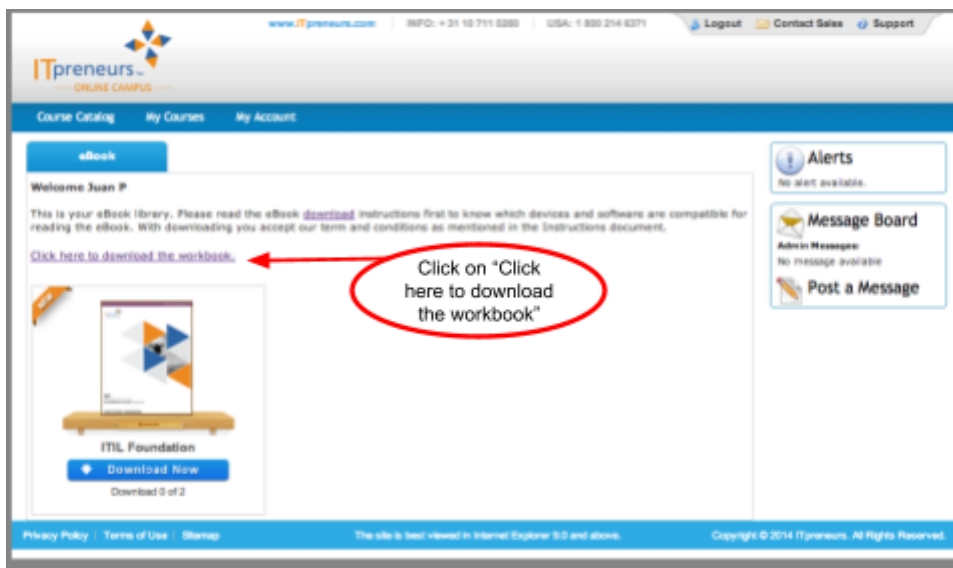 www.ITpreneurs.com | INFO: +31 10 711 0260 | USA: 1 800 214 6371
Logout Contact Sales Support
ITpreneurs
ONLINE CAMPUS
Course Catalog My Courses My Account
eBook
Welcome Juan P
This is your eBook library. Please read the eBook download instructions first to know which devices and software are compatible for
reading the eBook. With downloading you accept our term and conditions as mentioned in the Instructions document.
Click here to download the workbook.
Click on “Click
here to download
the workbook”
ITIL Foundation
Download Now
Download 0 of 2
Alerts
No alert available.
Message Board
Admin Messages:
No message available
Post a Message
Privacy Policy | Terms of Use | Sitemap
The site is best viewed in Internet Explorer 9.0 and above.
Copyright © 2014 ITpreneurs. All Rights Reserved.